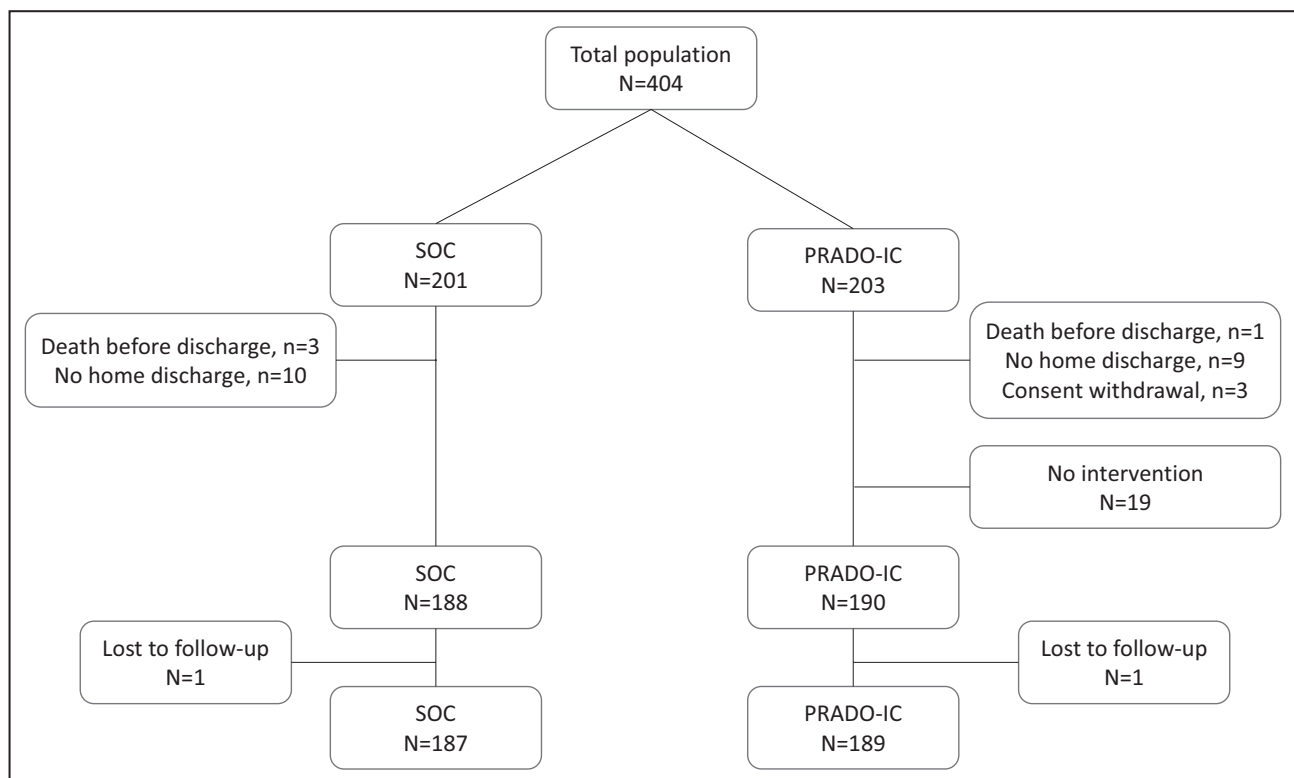 Total population
N=404
SOC
N=201
PRADO-IC
N=203
Death before discharge, n=3
No home discharge, n=10
Death before discharge, n=1
No home discharge, n=9
Consent withdrawal, n=3
No intervention
N=19
SOC
N=188
PRADO-IC
N=190
Lost to follow-up
N=1
Lost to follow-up
N=1
SOC
N=187
PRADO-IC
N=189